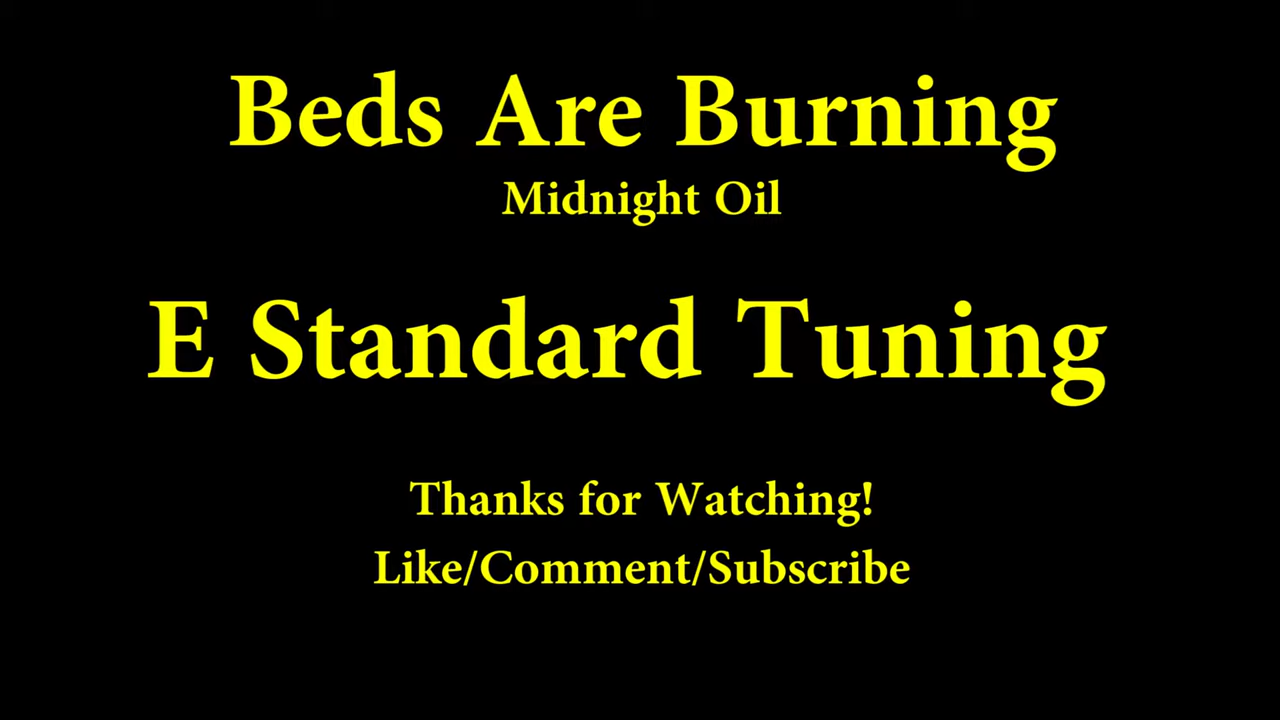 Beds Are Burning
Midnight Oil
E Standard Tuning
Thanks for Watching!
Like/Comment/Subscribe